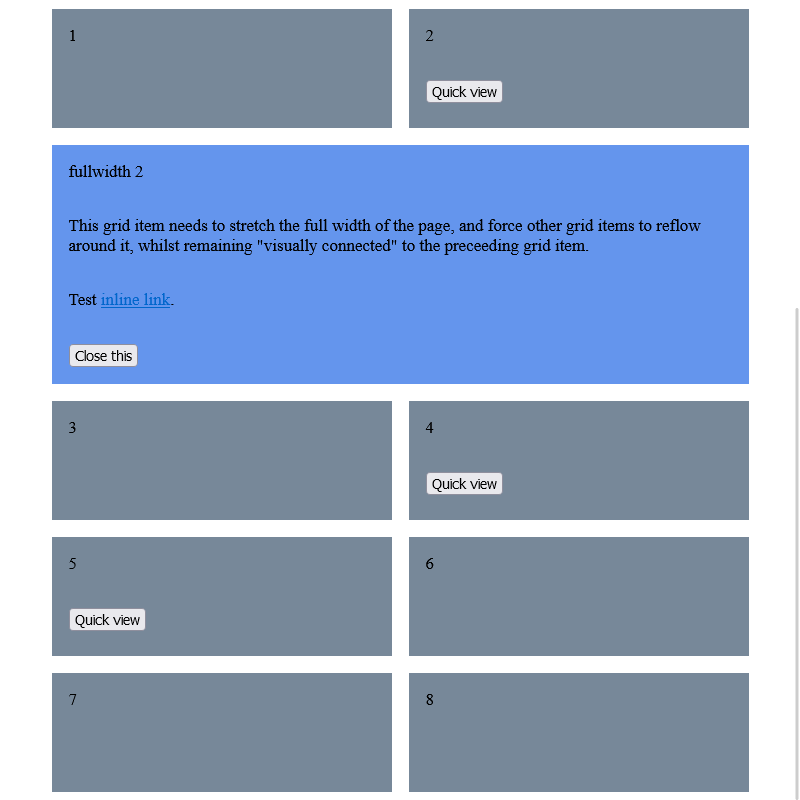 1
2
Quick view
fullwidth 2
This grid item needs to stretch the full width of the page, and force other grid items to reflow
around it, whilst remaining "visually connected" to the preceeding grid item.
Test inline link.
Close this
3
4
Quick view
5
6
Quick view
7
8